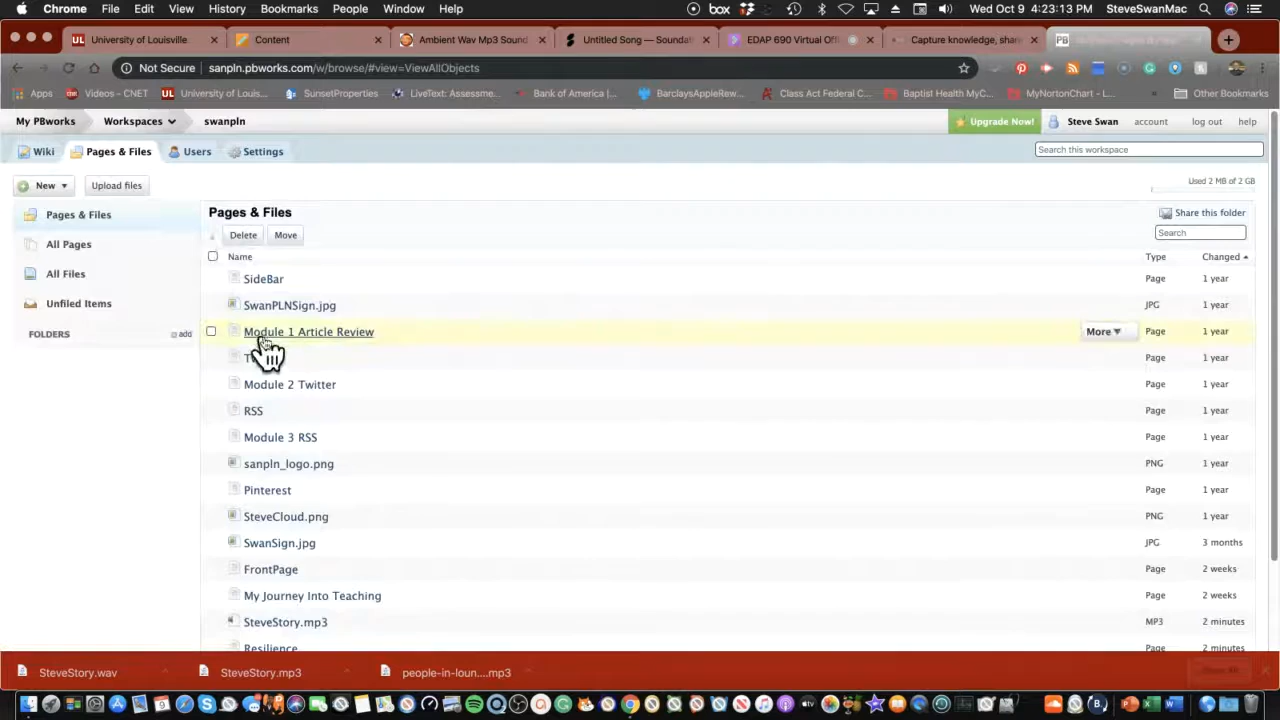 Chrome File Edit View History Bookmarks People Window Help box Wed Oct 9 4:23:13 PM SteveSwanMac
University of Louisville Content Ambient Wav Mp3 Sound Untitled Song — Soundat EDAP 690 Virtual Offi Capture knowledge, shar PB
Not Secure sanpln.pbworks.com/w/browse/#view=ViewAllObjects
Apps Videos - CNET University of Louis... SunsetProperties LiveText: Assessme... Bank of America |... BarclaysAppleRew... Class Act Federal C... Baptist Health MyC... MyNortonChart - L... Other Bookmarks
My PBworks Workspaces swanpln Upgrade Now! Steve Swan account log out help
Wiki Pages & Files Users Settings Search this workspace
New Upload files Used 2 MB of 2 GB
Pages & Files Pages & Files Share this folder
Delete Move Search
All Pages Name Type Changed
SideBar Page 1 year
All Files
Unfiled Items SwanPLNSign.jpg JPG 1 year
FOLDERS add Module 1 Article Review More Page 1 year
Page 1 year
Module 2 Twitter Page 1 year
RSS Page 1 year
Module 3 RSS Page 1 year
sanpln_logo.png PNG 1 year
Pinterest Page 1 year
SteveCloud.png PNG 1 year
SwanSign.jpg JPG 3 months
FrontPage Page 2 weeks
My Journey Into Teaching Page 2 weeks
SteveStory.mp3 MP3 2 minutes
Resilience Page 2 minutes
SteveStory.wav SteveStory.mp3 people-in-loun....mp3